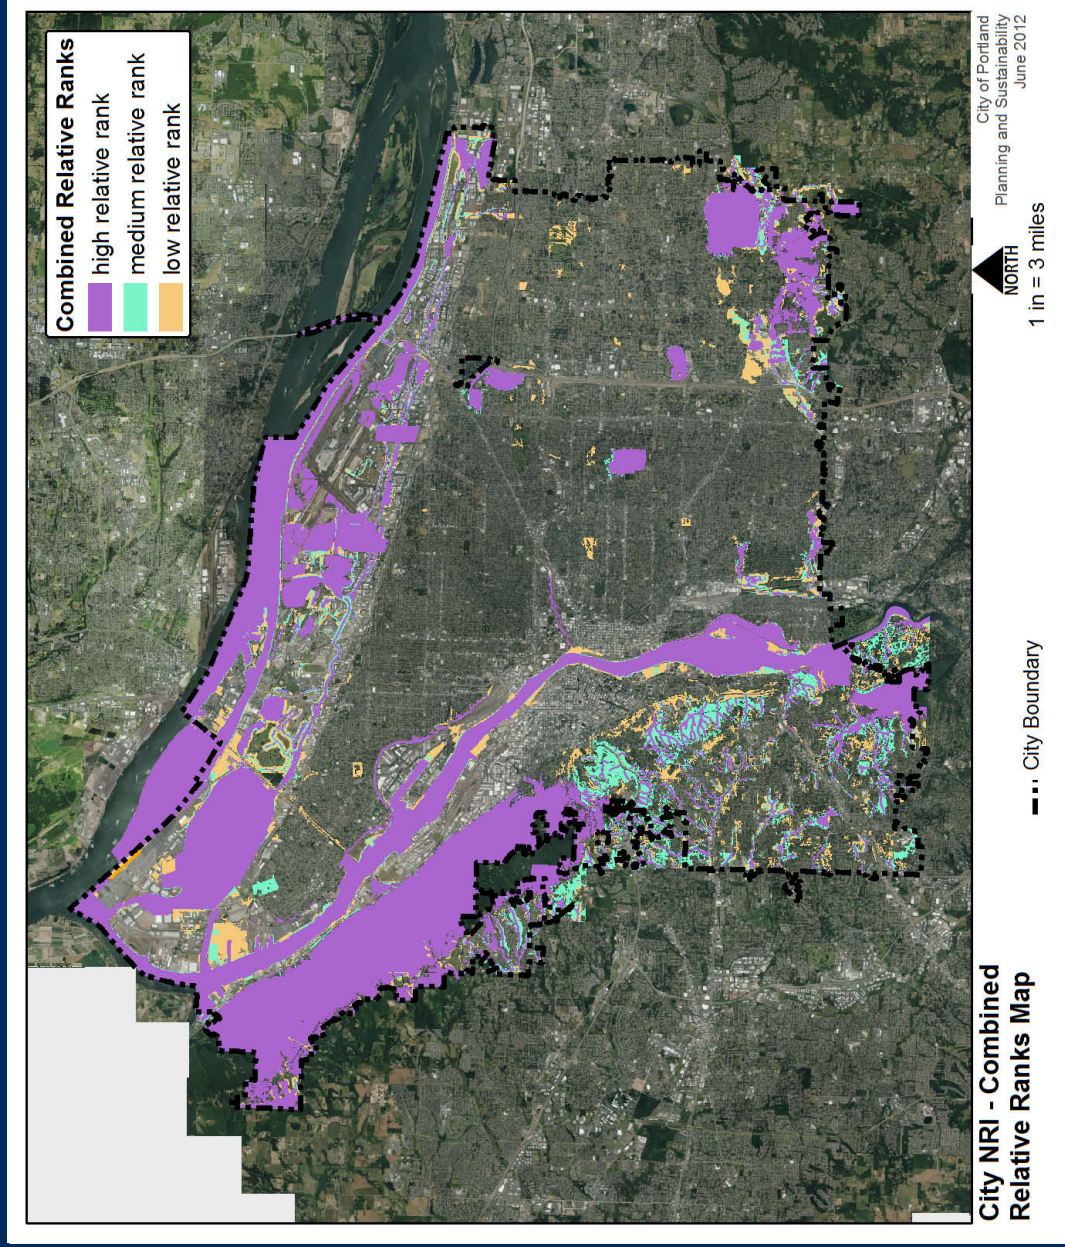 Combined Relative Ranks
high relative rank
medium relative rank
low relative rank
City of Portland
Planning and Sustainability
June 2012
NORTH
1 in = 3 miles
City Boundary
City NRI - Combined
Relative Ranks Map